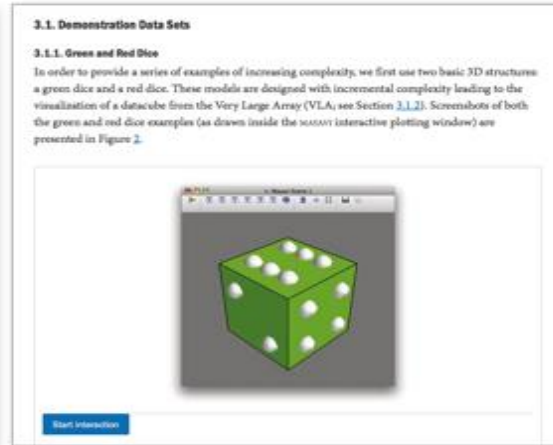 3.1. Demonstration Data Sets
3.1.1. Green and Red Dice
In order to provide a series of examples of increasing complexity, we first use two basic 3D structures:
a green dice and a red dice. These models are designed with incremental complexity leading to the
visualization of a datacube from the Very Large Array (VLA; see Section 3.1.2). Screenshots of both
the green and red dice examples (as drawn inside the MAYAVI interactive plotting window) are
presented in Figure 2.
Start interaction